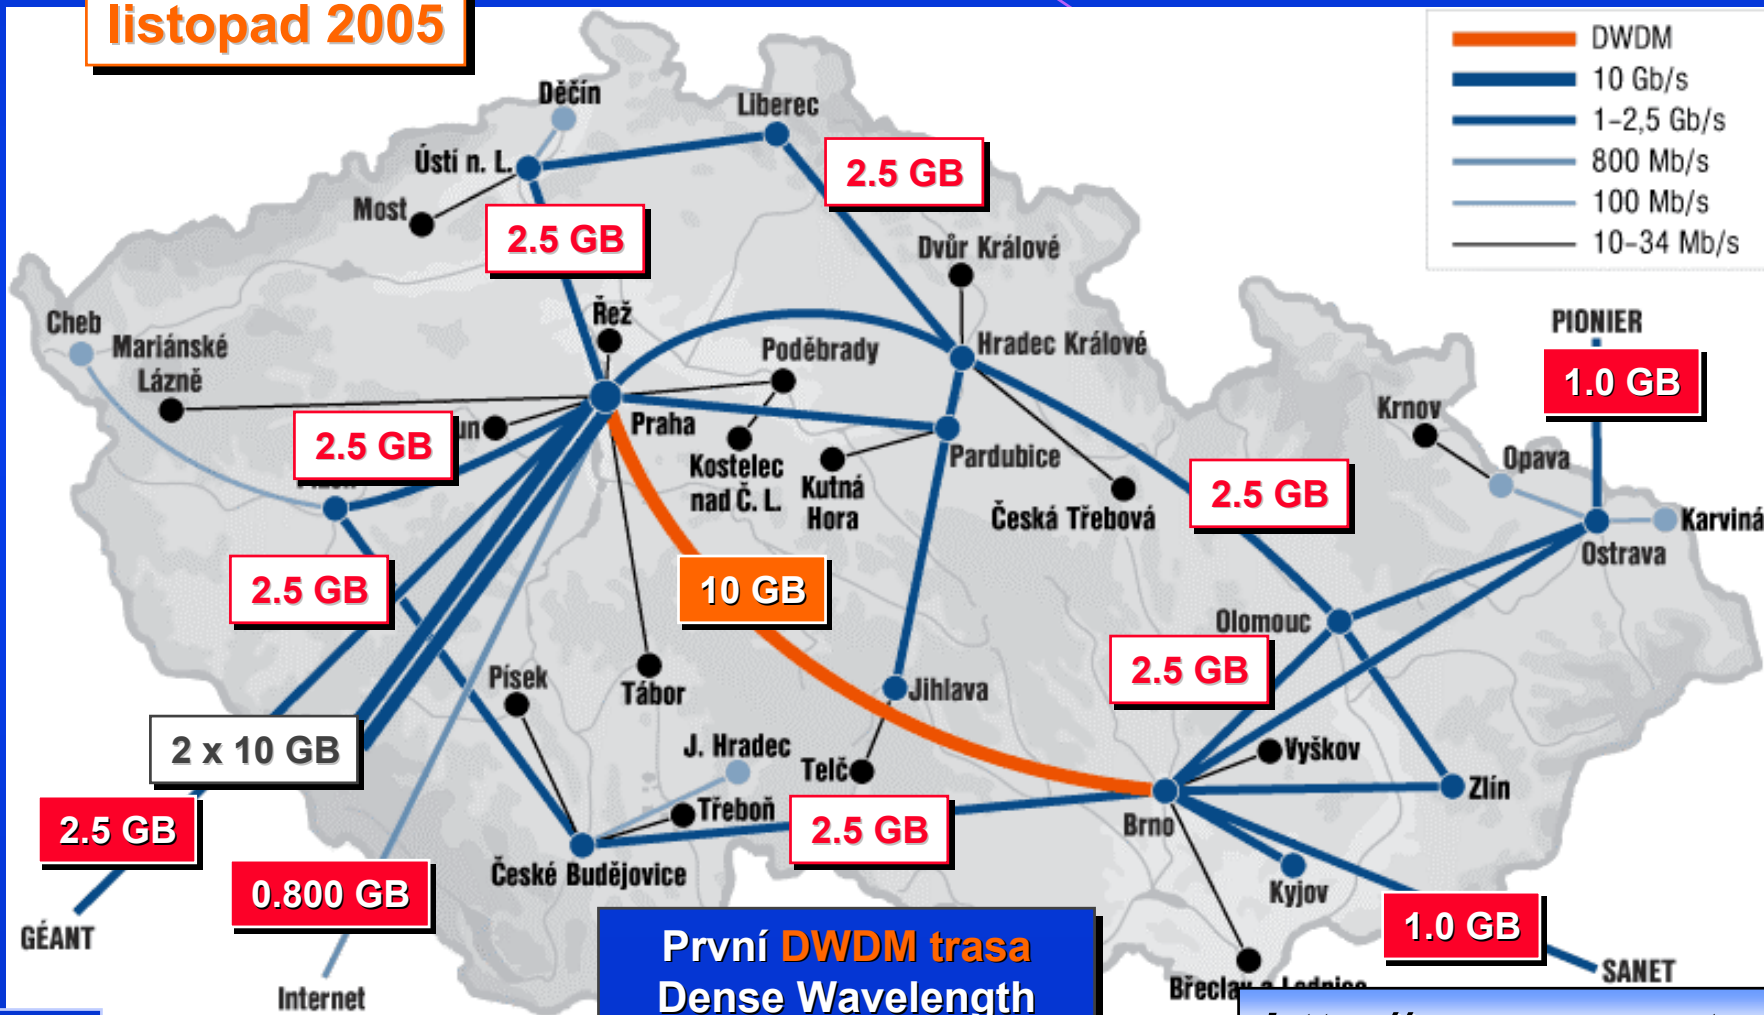 listopad 2005
DWDM
10 Gb/s
1–2,5 Gb/s
800 Mb/s
100 Mb/s
10–34 Mb/s
Děčín
Liberec
Ústí n. L.
2.5 GB
Most
2.5 GB
Dvůr Králové
Řež
Cheb
Mariánské
Lázně
Poděbrady
Hradec Králové
PIONIER
1.0 GB
Krnov
2.5 GB
un
Praha
Kostelec
nad Č. L.
Kutná
Hora
Pardubice
Česká Třebová
2.5 GB
Opava
Karviná
Ostrava
2.5 GB
10 GB
Olomouc
2.5 GB
Písek
Tábor
Jihlava
2 x 10 GB
J. Hradec
Telč
Vyškov
Třeboň
Zlín
2.5 GB
2.5 GB
Brno
České Budějovice
0.800 GB
Kyjov
1.0 GB
GÉANT
SANET
Internet
První DWDM trasa
Dense Wavelength
Břeclav a Lednice